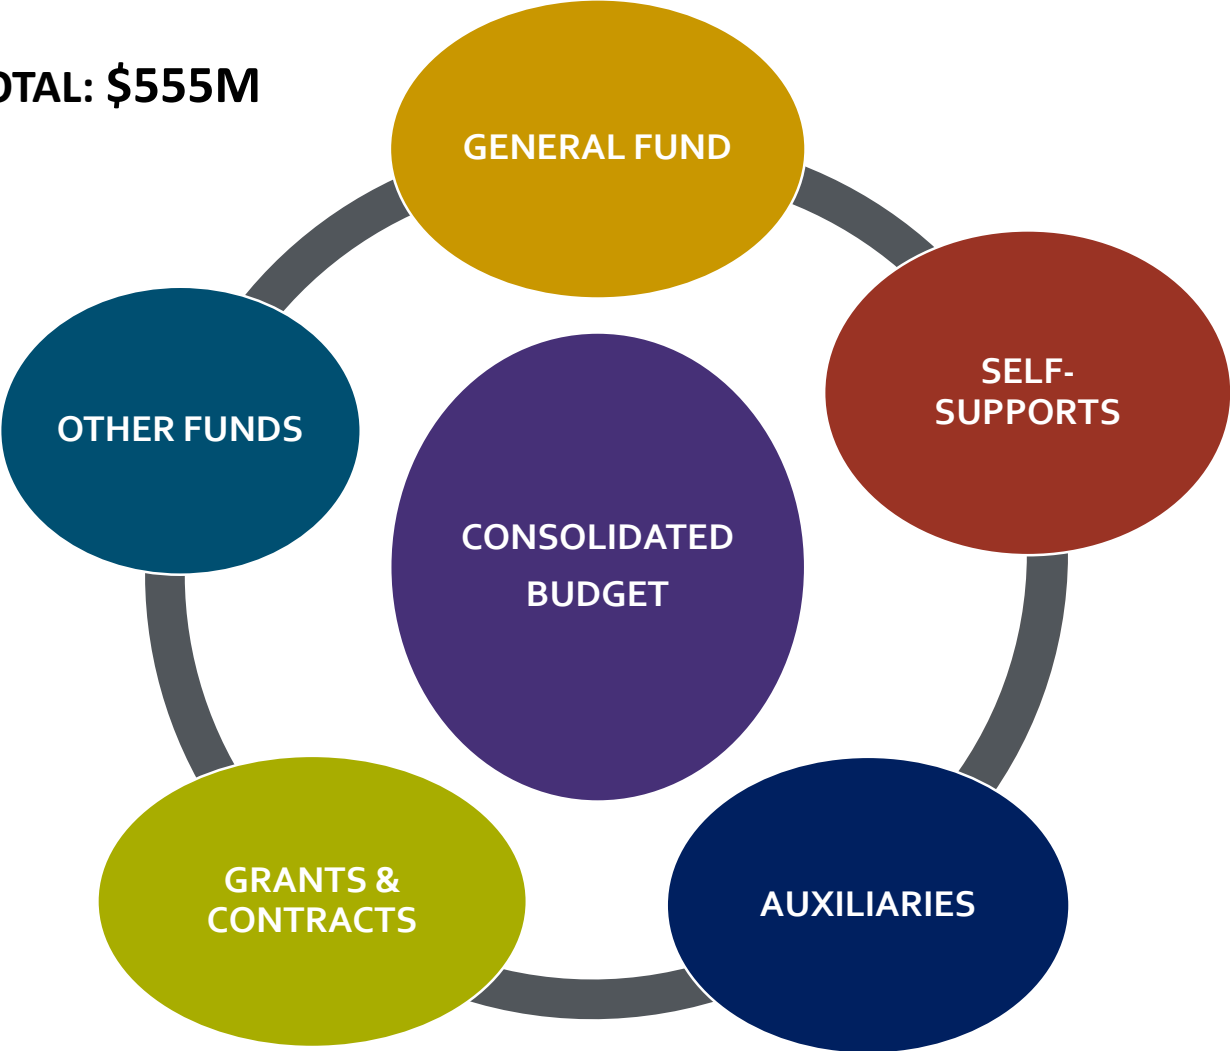 OTAL: $555M
GENERAL FUND
SELF-
SUPPORTS
OTHER FUNDS
CONSOLIDATED
BUDGET
GRANTS &
CONTRACTS
AUXILIARIES